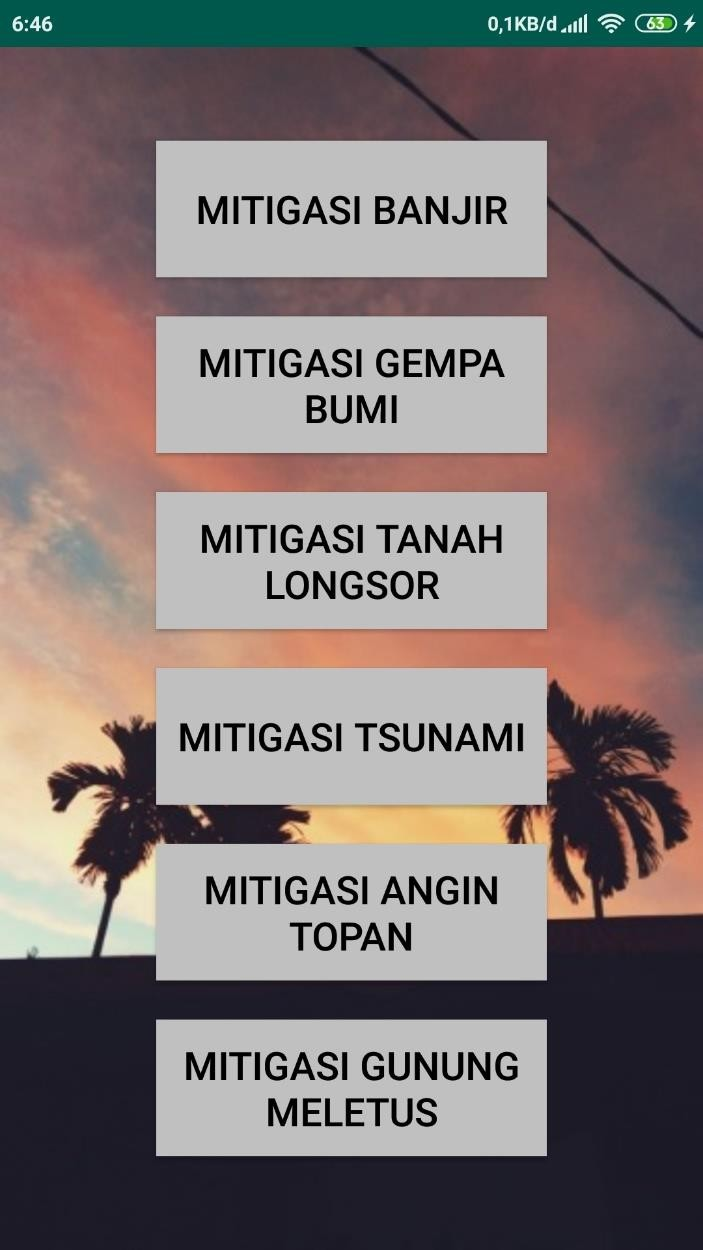 6:46 0,1KB/d 63
MITIGASI BANJIR
MITIGASI GEMPA
BUMI
MITIGASI TANAH
LONGSOR
MITIGASI TSUNAMI
MITIGASI ANGIN
TOPAN
MITIGASI GUNUNG
MELETUS